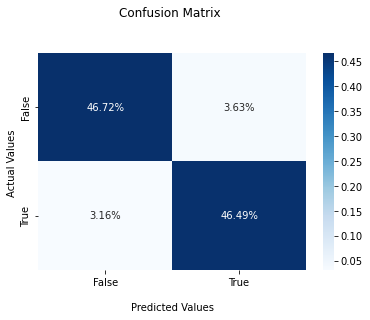 Confusion Matrix
46.72% 3.63%
3.16% 46.49%
False
True
Actual Values
False True
Predicted Values
0.45
0.40
0.35
0.30
0.25
0.20
0.15
0.10
0.05